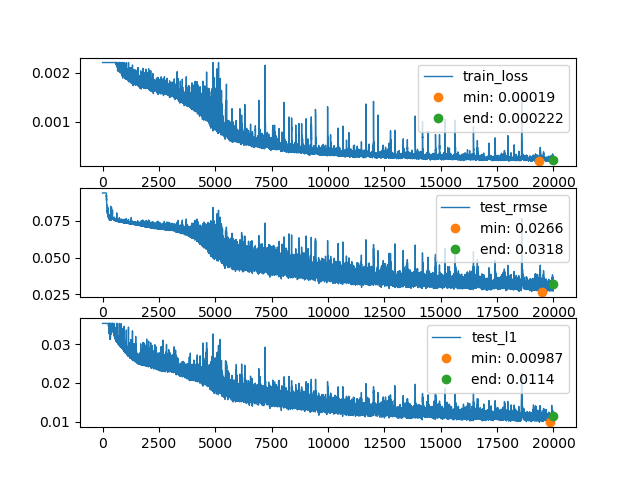 0.002
0.001
train_loss
min: 0.00019
end: 0.000222
0 2500 5000 7500 10000 12500 15000 17500 20000
0.075
0.050
0.025
test_rmse
min: 0.0266
end: 0.0318
0 2500 5000 7500 10000 12500 15000 17500 20000
0.03
0.02
0.01
test_l1
min: 0.00987
end: 0.0114
0 2500 5000 7500 10000 12500 15000 17500 20000